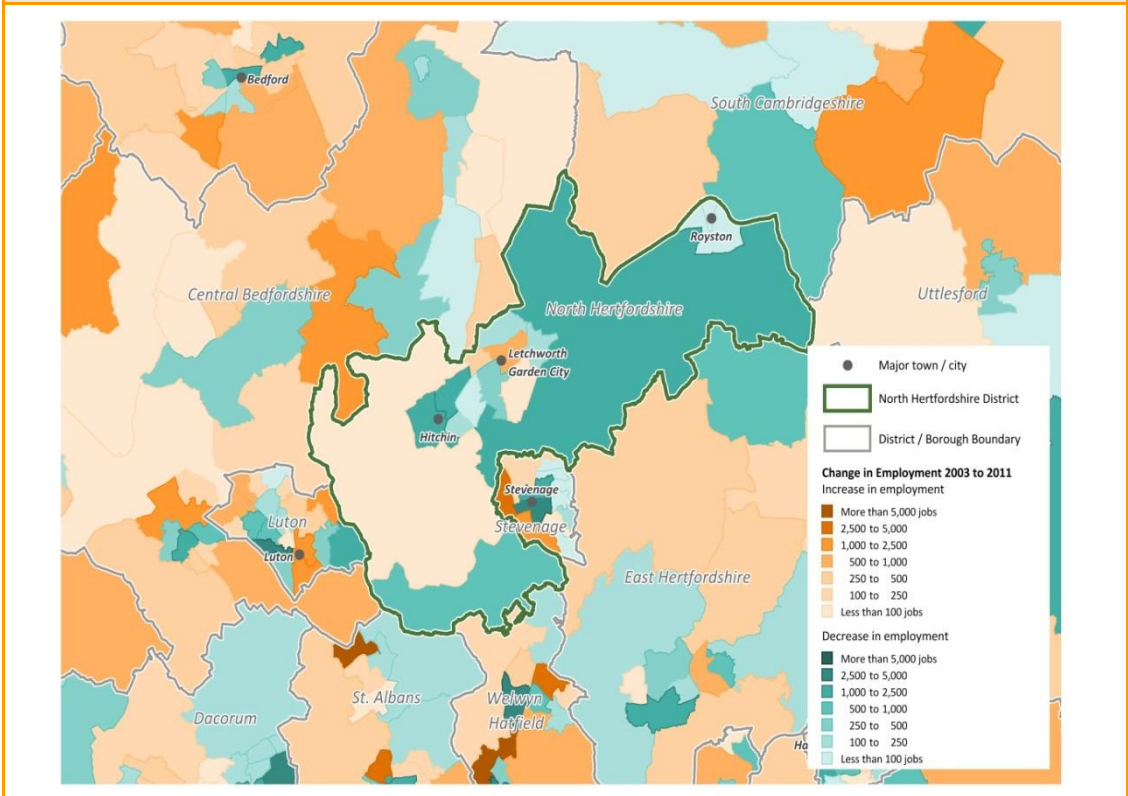 Bedford
South Cambridgeshire
Royston
Central Bedfordshire
Uttlesford
North Hertfordshire
Letchworth
Garden City
Hitchin
Stevenage
Stevenage
Luton
Luton
East Hertfordshire
St. Albans
Welwyn
Hatfield
Dacorum
Ha
Major town / city
North Hertfordshire District
District / Borough Boundary
Change in Employment 2003 to 2011
Increase in employment
More than 5,000 jobs
2,500 to 5,000
1,000 to 2,500
500 to 1,000
250 to 500
100 to 250
Less than 100 jobs
Decrease in employment
More than 5,000 jobs
2,500 to 5,000
1,000 to 2,500
500 to 1,000
250 to 500
100 to 250
Less than 100 jobs